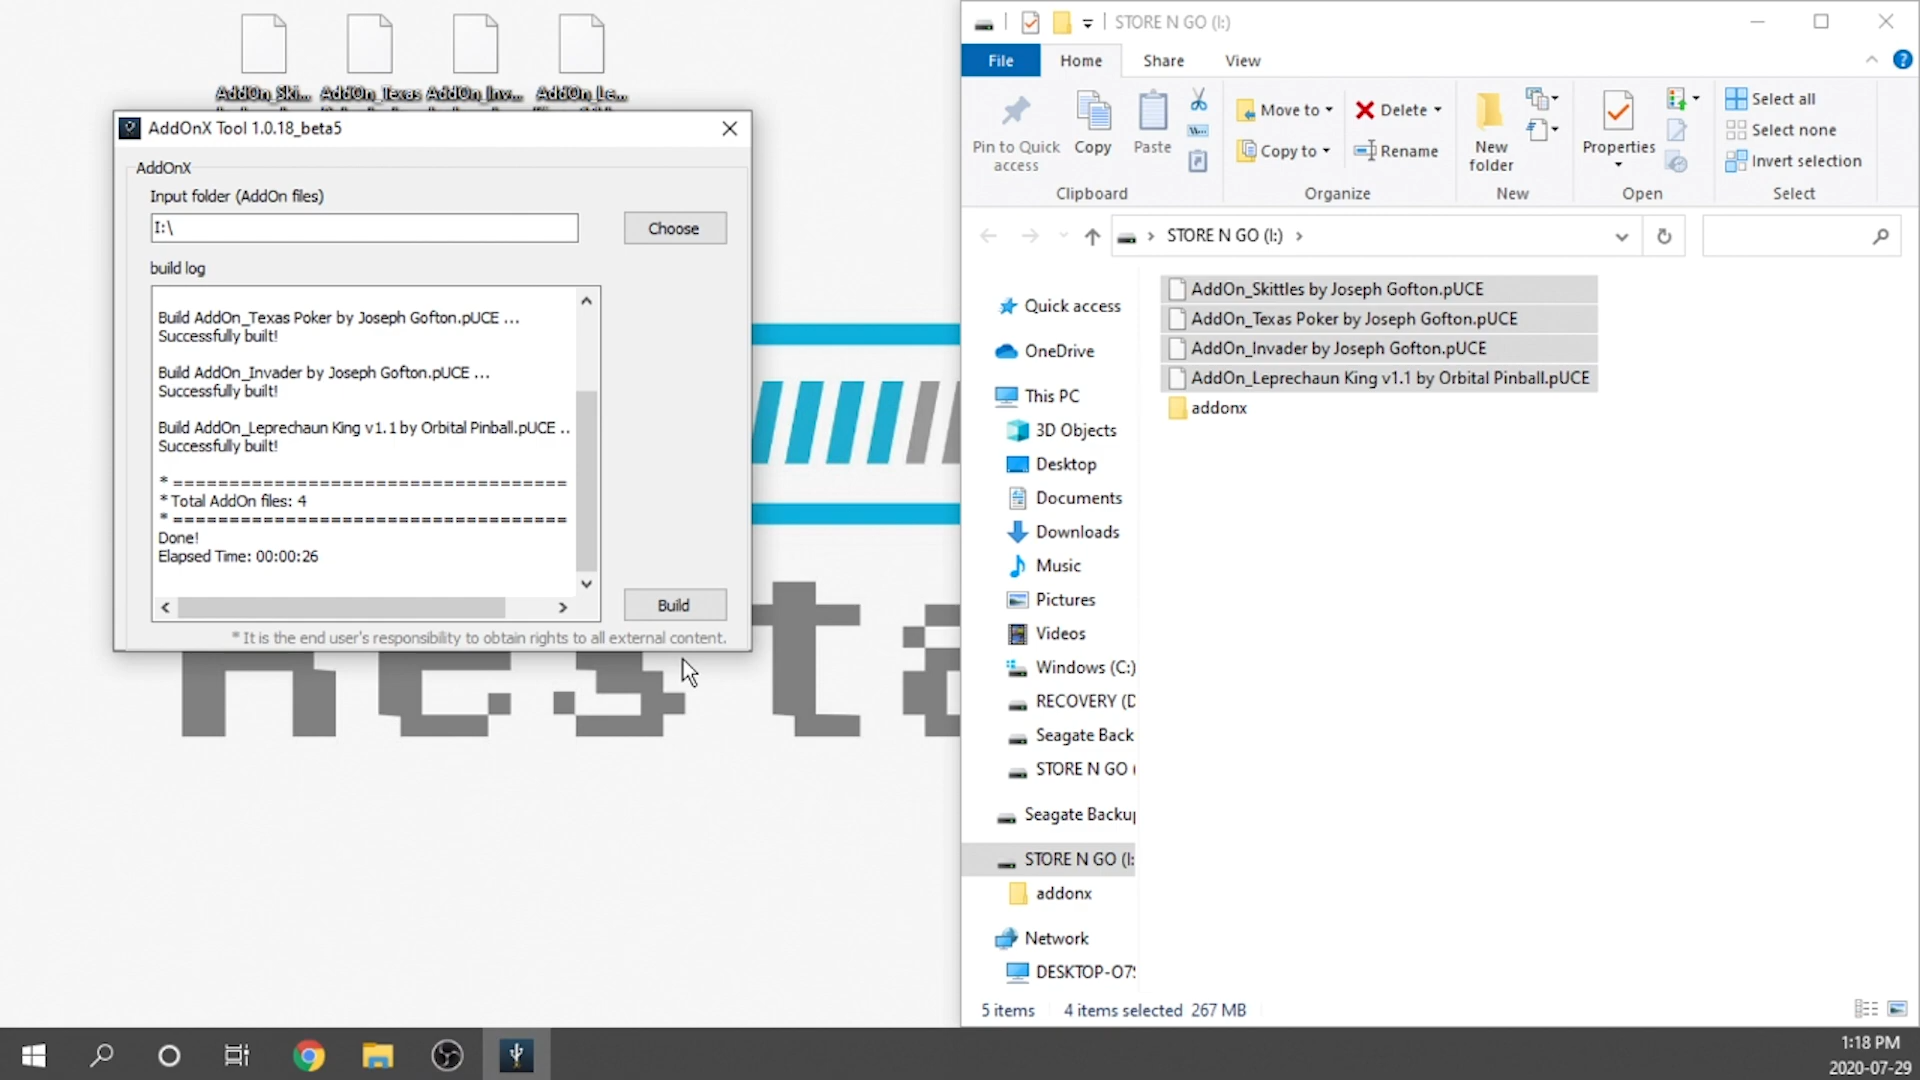 AddOn_Ski...
AddOn_Texas
AddOn_Inv...
AddOn_Le...
AddOnX Tool 1.0.18_beta5
AddOnX
Input folder (AddOn files)
I:\
Choose
build log
Build AddOn_Texas Poker by Joseph Gofton.pUCE ...
Successfully built!
Build AddOn_Invader by Joseph Gofton.pUCE ...
Successfully built!
Build AddOn_Leprechaun King v1.1 by Orbital Pinball.pUCE ..
Successfully built!
* ===================================
* Total AddOn files: 4
* ===================================
Done!
Elapsed Time: 00:00:26
Build
* It is the end user's responsibility to obtain rights to all external content.
STORE N GO (I:)
File
Home
Share
View
Pin to Quick
access
Copy
Paste
Clipboard
Move to
Copy to
Delete
Rename
Organize
New
folder
New
Properties
Open
Select all
Select none
Invert selection
Select
STORE N GO (I:)
Quick access
OneDrive
This PC
3D Objects
Desktop
Documents
Downloads
Music
Pictures
Videos
Windows (C:)
RECOVERY (D
Seagate Back
STORE N GO (
Seagate Backup
STORE N GO (I:
addonx
Network
DESKTOP-O7S
AddOn_Skittles by Joseph Gofton.pUCE
AddOn_Texas Poker by Joseph Gofton.pUCE
AddOn_Invader by Joseph Gofton.pUCE
AddOn_Leprechaun King v1.1 by Orbital Pinball.pUCE
addonx
5 items
4 items selected 267 MB
1:18 PM
2020-07-29